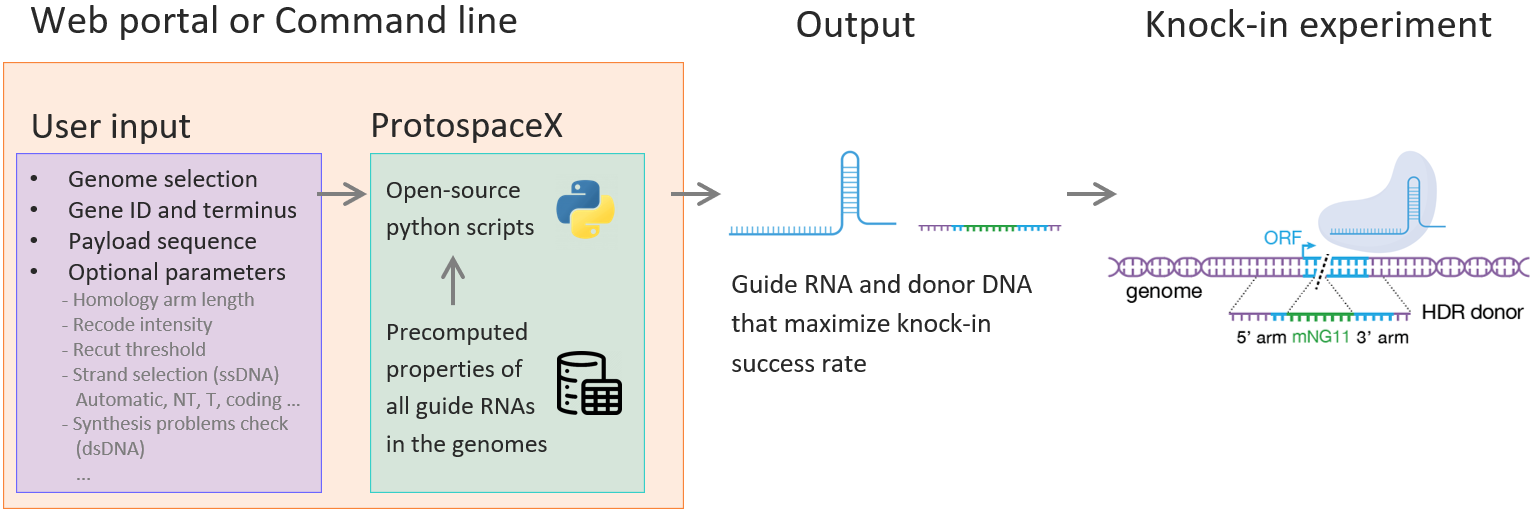 Web portal or Command line
Output
Knock-in experiment
User input
• Genome selection
• Gene ID and terminus
• Payload sequence
• Optional parameters
- Homology arm length
- Recode intensity
- Recut threshold
- Strand selection (ssDNA)
Automatic, NT, T, coding ...
- Synthesis problems check
(dsDNA)
...
ProtospaceX
Open-source
python scripts
Precomputed
properties of
all guide RNAs
in the genomes
Guide RNA and donor DNA
that maximize knock-in
success rate
ORF
genome
HDR donor
5’ arm mNG11 3’ arm